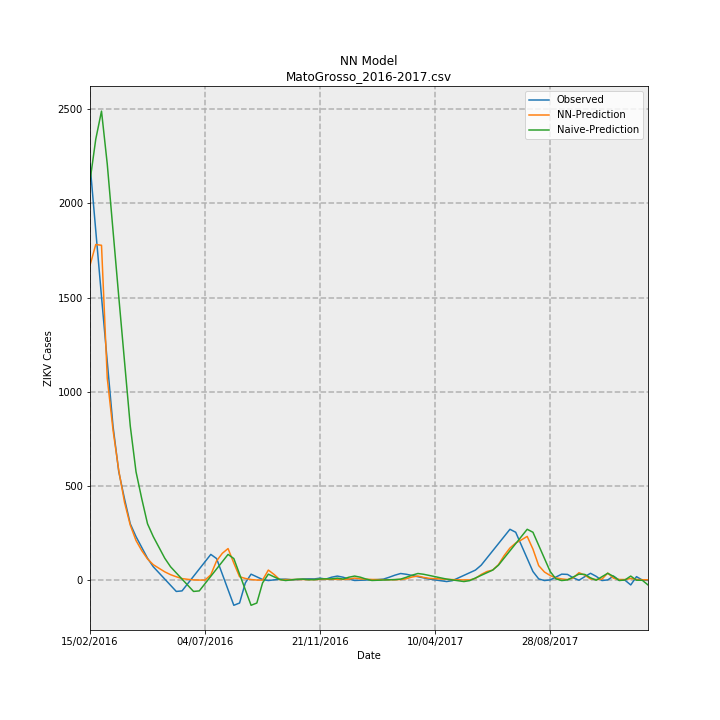 NN Model
MatoGrosso_2016-2017.csv
Observed
NN-Prediction
Naive-Prediction
2500
2000
1500
1000
500
0
ZIKV Cases
15/02/2016
04/07/2016
21/11/2016
10/04/2017
28/08/2017
Date